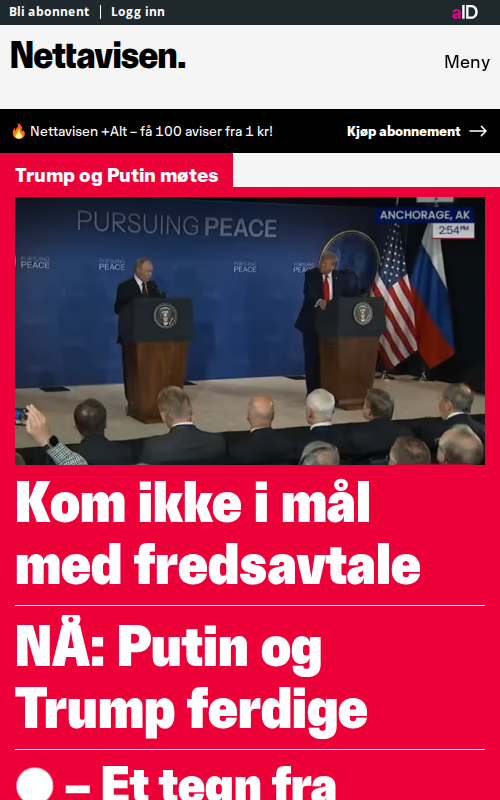 Bli abonnent
Logg inn
aID
Nettavisen.
Meny
Nettavisen +Alt – få 100 aviser fra 1 kr!
Kjøp abonnement
Trump og Putin møtes
PURSUING PEACE
ANCHORAGE, AK
2:54 PM
PURSUING
PEACE
PURSUING
PEACE
PURSUING
PEACE
Kom ikke i mål
med fredsavtale
NÅ: Putin og
Trump ferdige
– Et tegn fra